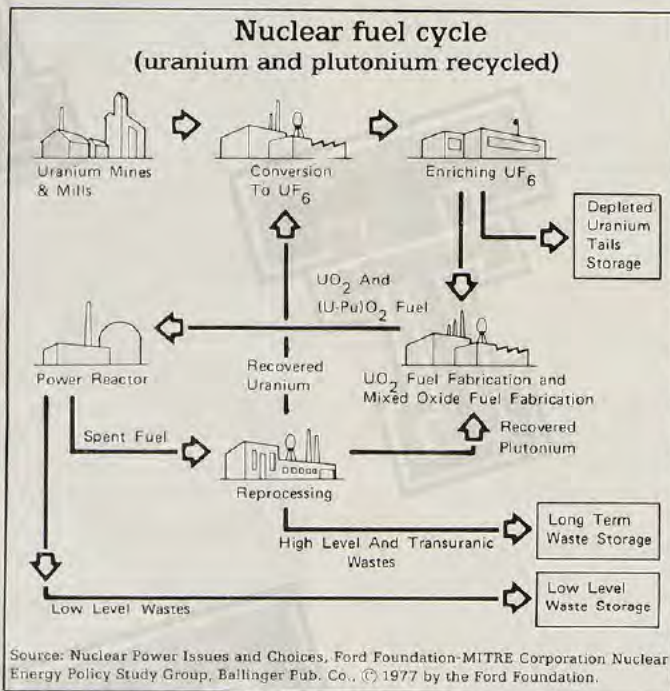 Nuclear fuel cycle
(uranium and plutonium recycled)
Uranium Mines
& Mills
Conversion
To UF6
Enriching UF6
Depleted
Uranium
Tails
Storage
UO2 And
(U-Pu)O2 Fuel
Power Reactor
Recovered
Uranium
UO2 Fuel Fabrication and
Mixed Oxide Fuel Fabrication
Spent Fuel
Recovered
Plutonium
Reprocessing
High Level And Transuranic
Wastes
Long Term
Waste Storage
Low Level Wastes
Low Level
Waste Storage
Source: Nuclear Power Issues and Choices, Ford Foundation-MITRE Corporation Nuclear
Energy Policy Study Group, Ballinger Pub. Co., © 1977 by the Ford Foundation.